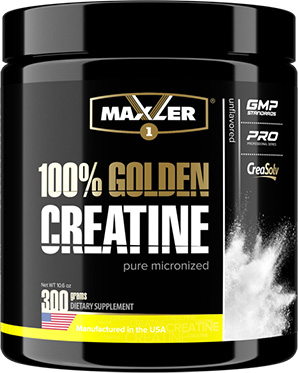 MAXLER
1
100% GOLDEN
CREATINE
pure micronized
Net WT 10.6 oz
300 grams
DIETARY SUPPLEMENT
Manufactured in the USA
unflavored
GMP
STANDARDS
PRO
PROFESSIONAL SERIES
CreaSolv